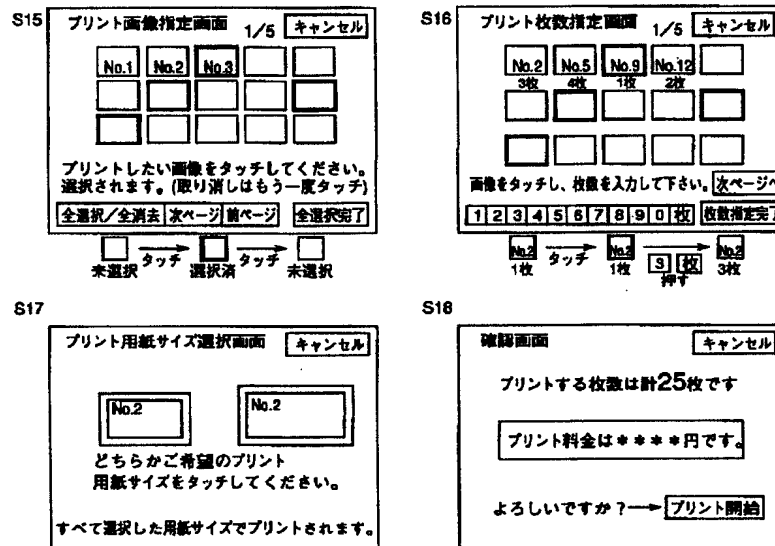 S15
プリント画像指定画面 1/5 キャンセル
No.1 No.2 No.3
プリントしたい画像をタッチしてください。
選択されます。(取り消しはもう一度タッチ)
全選択/全消去 次ページ 前ページ 全選択完了
タッチ タッチ
未選択 選択済 未選択
S16
プリント枚数指定画面 1/5 キャンセル
No.2 No.5 No.9 No.12
3枚 4枚 1枚 2枚
画像をタッチし、枚数を入力して下さい。 次ページへ
1 2 3 4 5 6 7 8 9 0 枚 枚数指定完了
No.2 タッチ No.2 3 枚 No.2
1枚 1枚 押す 3枚
S17
プリント用紙サイズ選択画面 キャンセル
No.2 No.2
どちらかご希望のプリント
用紙サイズをタッチしてください。
すべて選択した用紙サイズでプリントされます。
S18
確認画面 キャンセル
プリントする枚数は計25枚です
プリント料金は****円です。
よろしいですか?→プリント開始